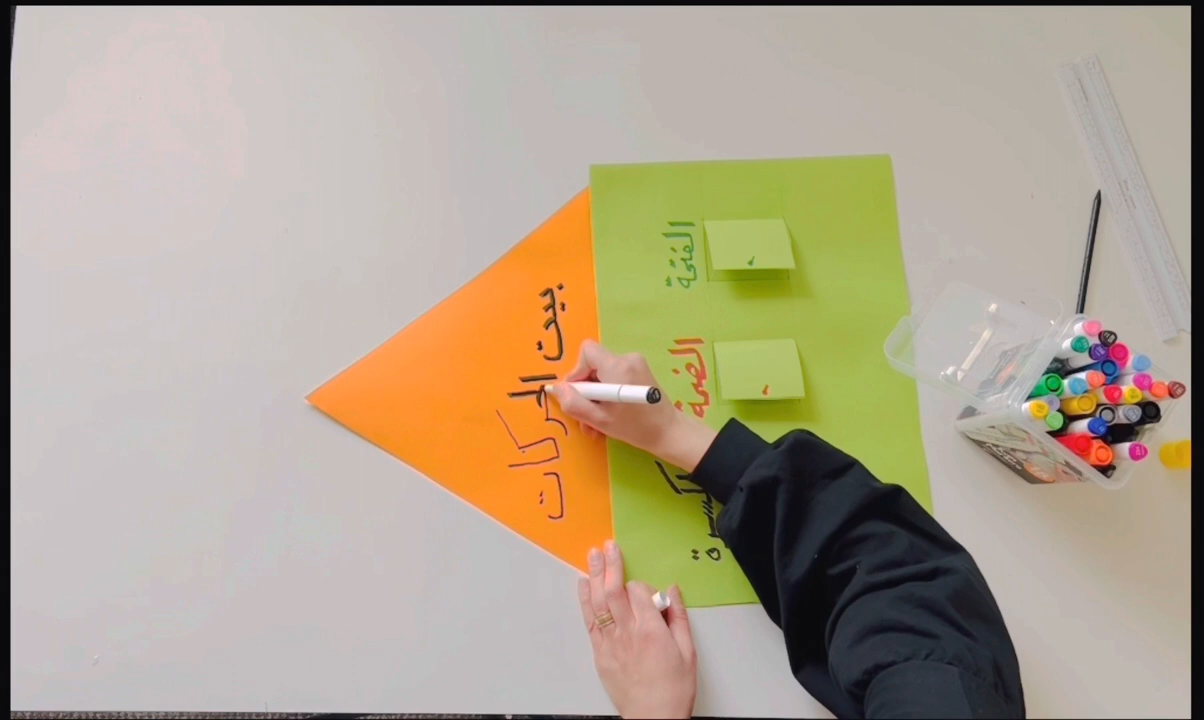 بيت الحركات
الفتحة
الضمة